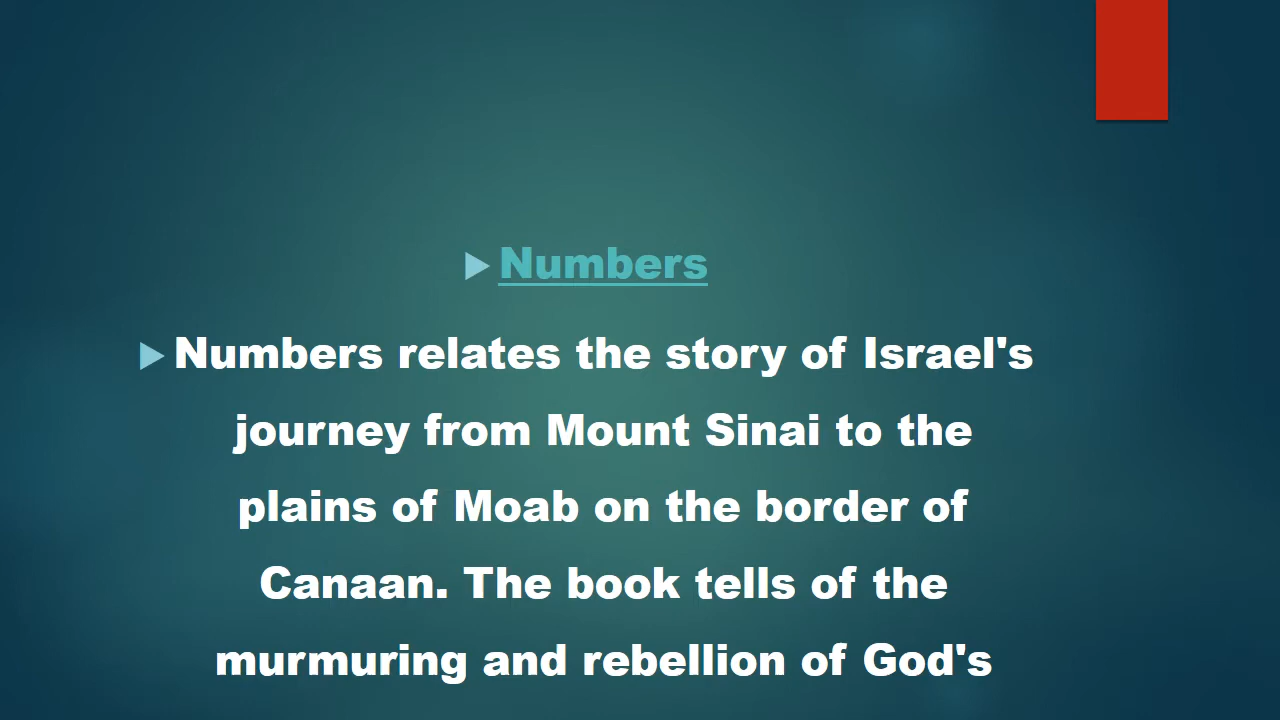 Numbers
Numbers relates the story of Israel's
journey from Mount Sinai to the
plains of Moab on the border of
Canaan. The book tells of the
murmuring and rebellion of God's